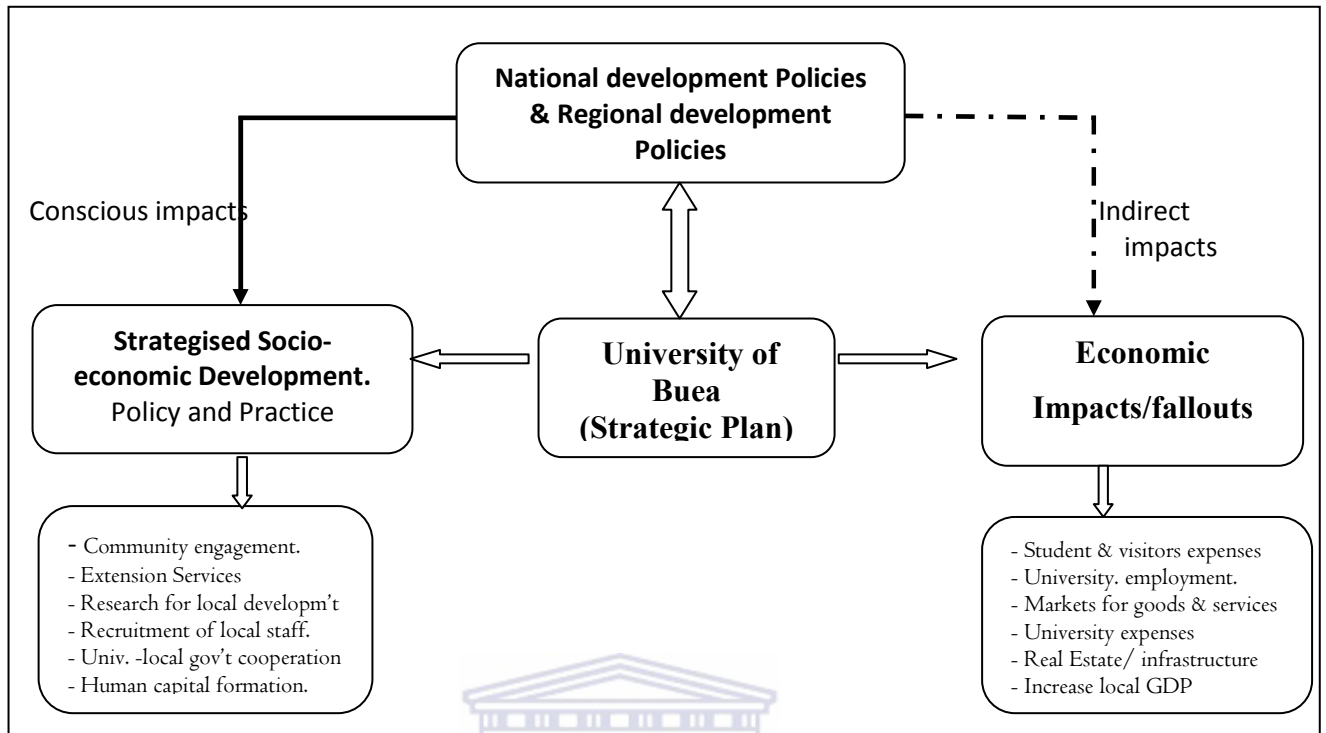 National development Policies
& Regional development
Policies
Conscious impacts
Indirect
impacts
Strategised Socio-
economic Development.
Policy and Practice
University of
Buea
(Strategic Plan)
Economic
Impacts/fallouts
- Community engagement.
- Extension Services
- Research for local developm't
- Recruitment of local staff.
- Univ. -local gov't cooperation
- Human capital formation.
- Student & visitors expenses
- University. employment.
- Markets for goods & services
- University expenses
- Real Estate/ infrastructure
- Increase local GDP